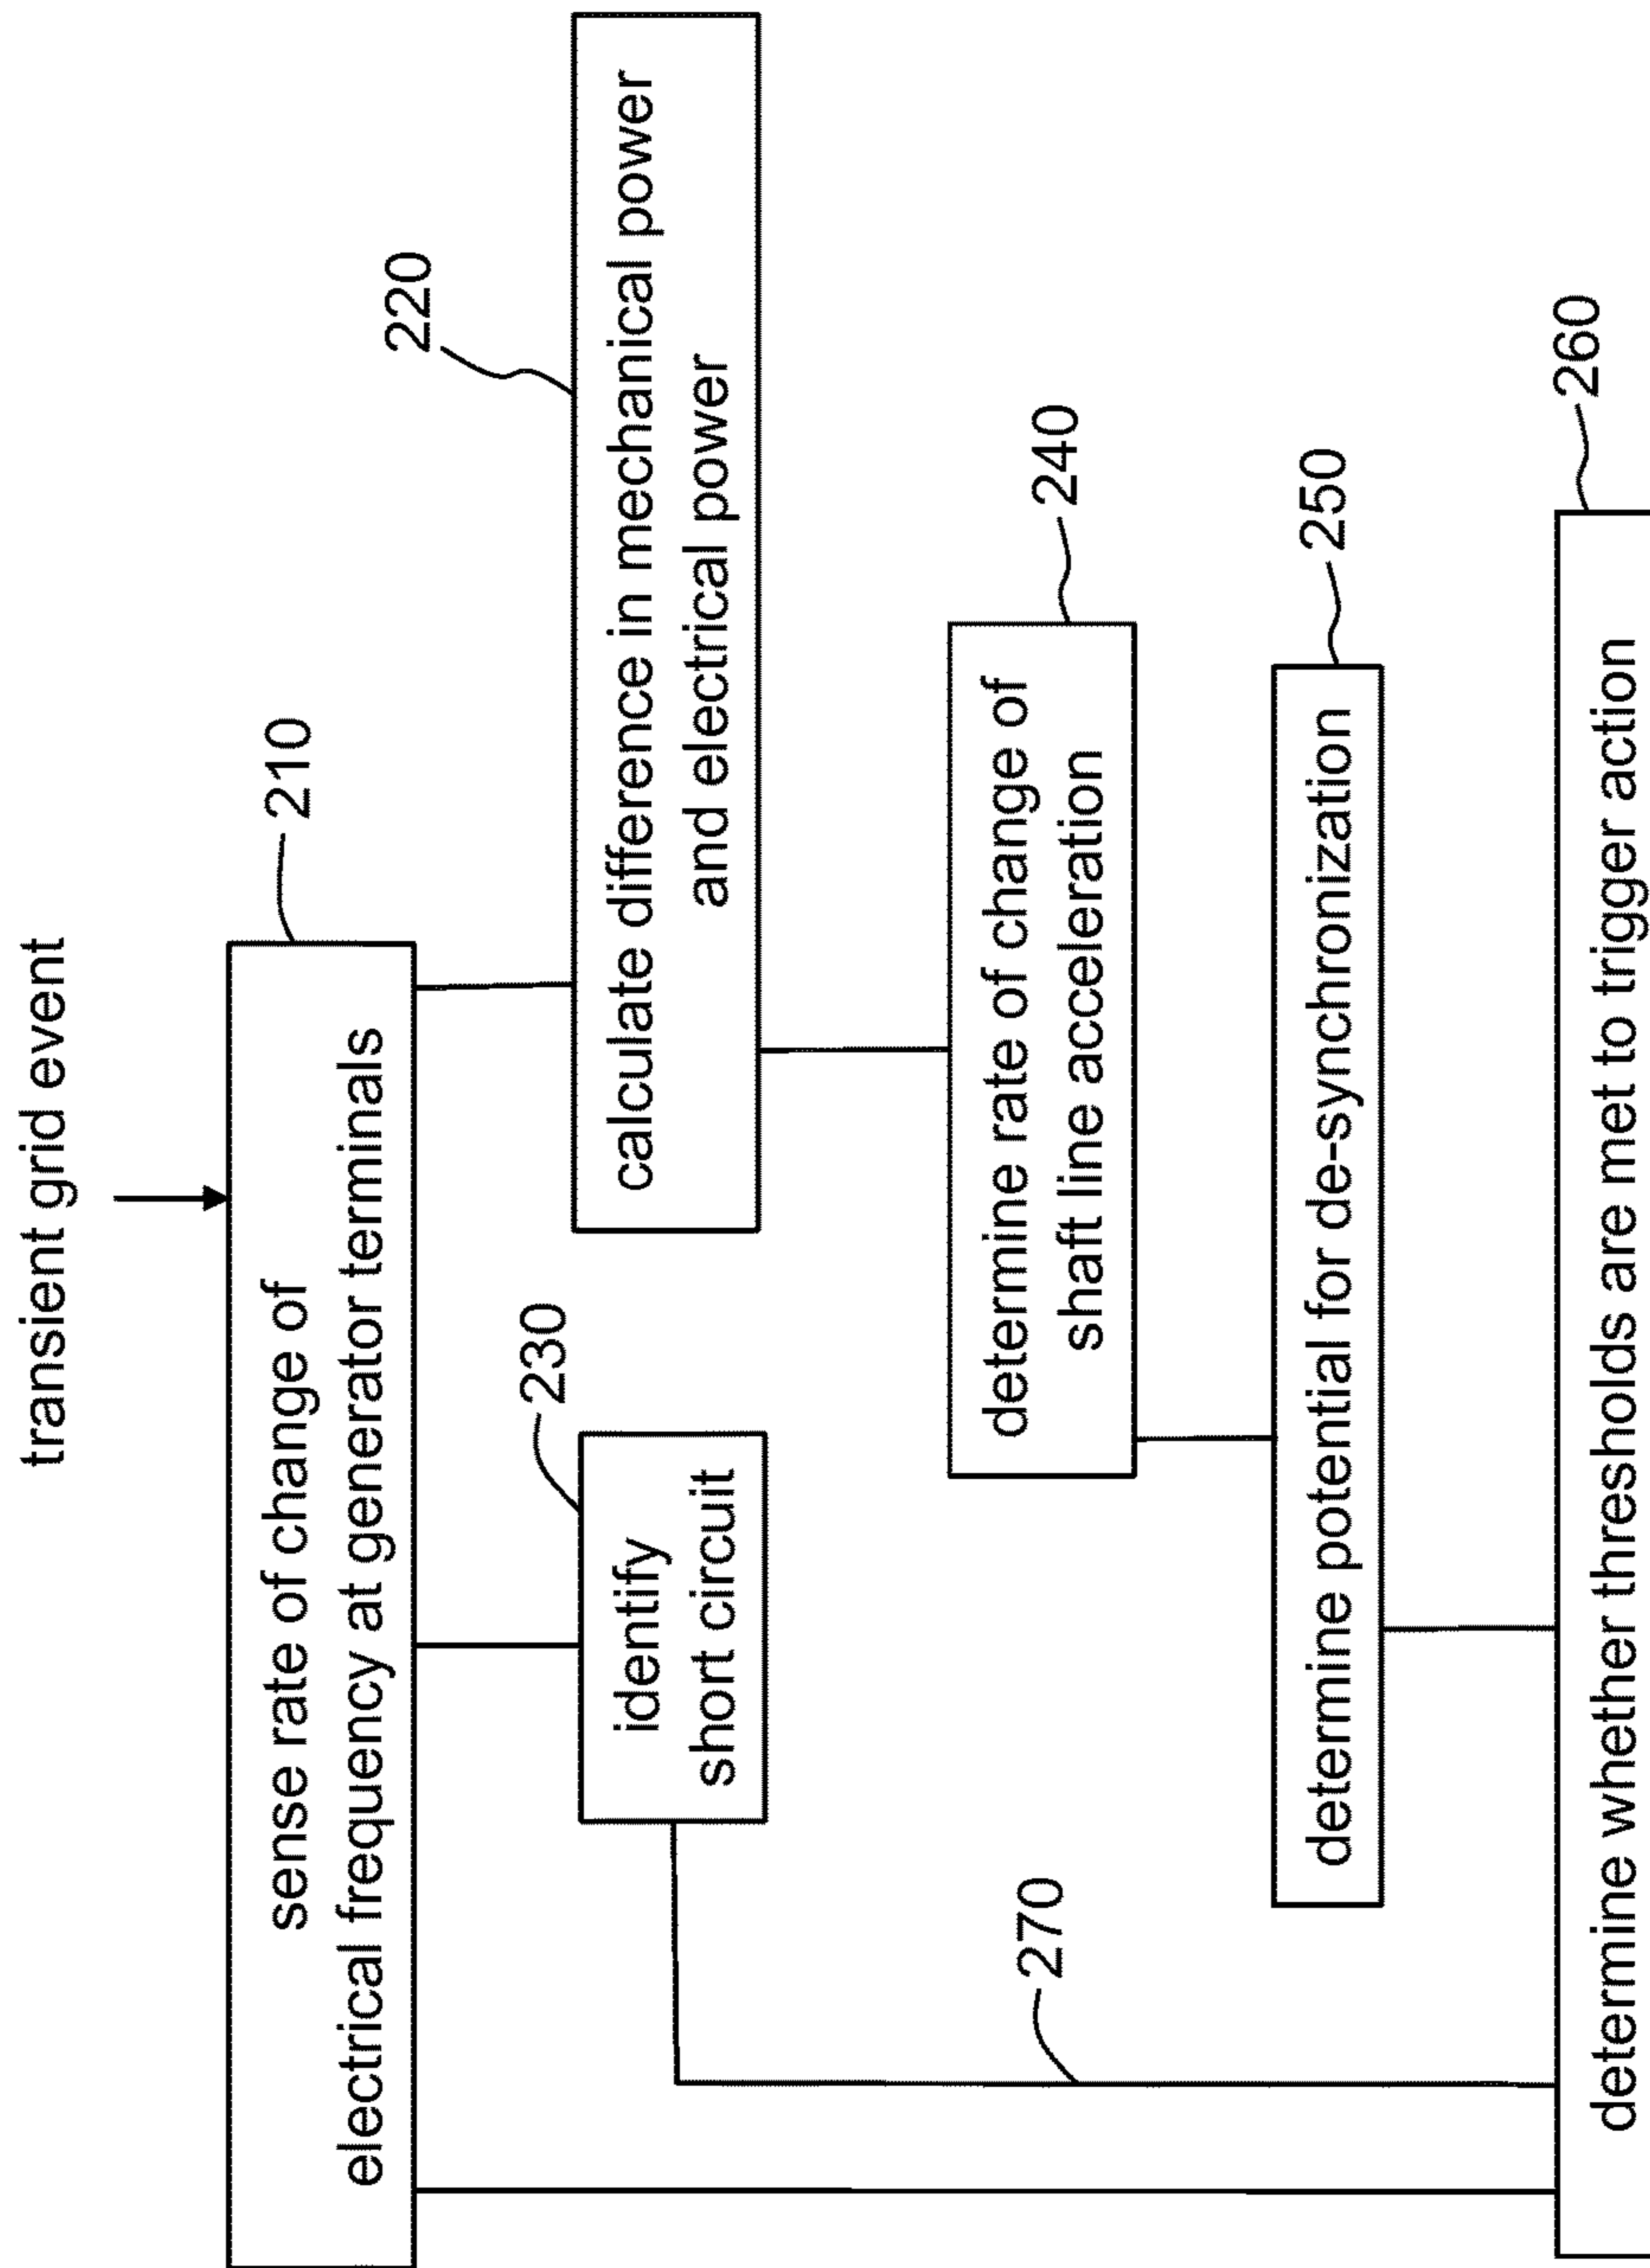 transient grid event
210
sense rate of change of
electrical frequency at generator terminals
220
230
identify
short circuit
calculate difference in mechanical power
and electrical power
240
determine rate of change of
shaft line acceleration
270
250
determine potential for de-synchronization
260
determine whether thresholds are met to trigger action